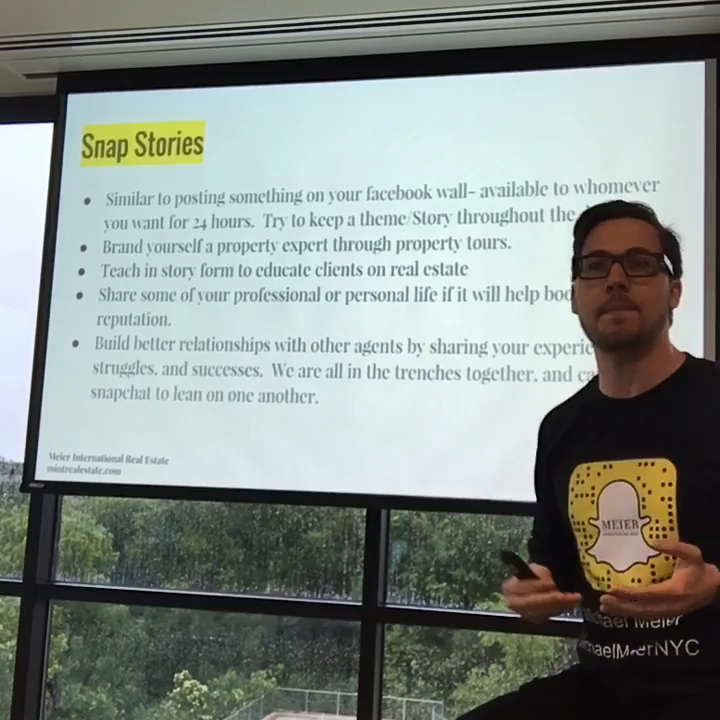 Snap Stories
• Similar to posting something on your facebook wall- available to whomever
you want for 24 hours. Try to keep a theme/Story throughout the
• Brand yourself a property expert through property tours.
• Teach in story form to educate clients on real estate
• Share some of your professional or personal life if it will help
reputation.
• Build better relationships with other agents by sharing your
struggles, and successes. We are all in the trenches together, and
snapchat to lean on one another.
Meier International Real Estate
mintrealestate.com
MEIER
Meier
NYC